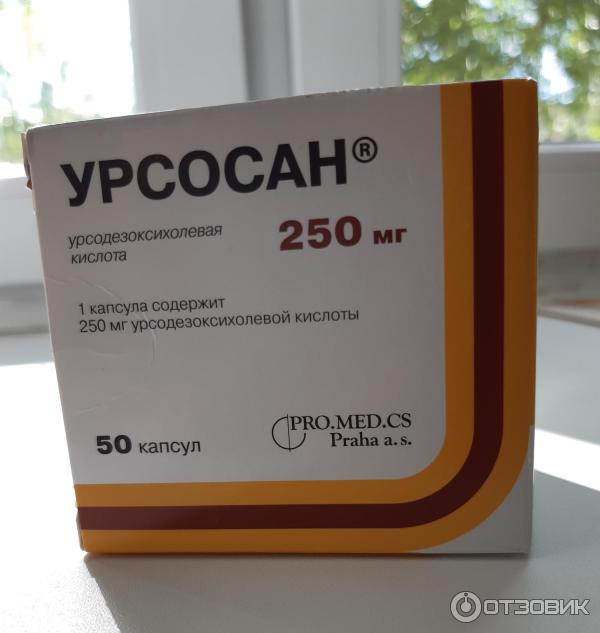 УРСОСАН®
урсодезоксихолевая
кислота
250 мг
1 капсула содержит
250 мг урсодезоксихолевой кислоты
50 капсул
PRO.MED.CS
Praha a.s.
ОТЗОВИК